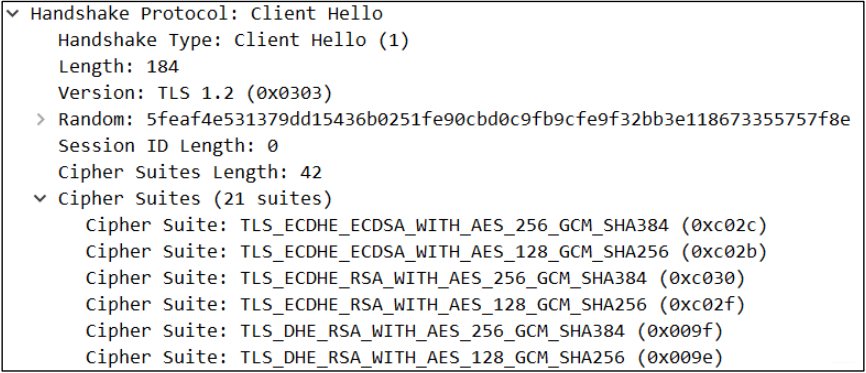 Handshake Protocol: Client Hello
Handshake Type: Client Hello (1)
Length: 184
Version: TLS 1.2 (0x0303)
Random: 5feaf4e531379dd15436b0251fe90cbd0c9fb9cfe9f32bb3e118673355757f8e
Session ID Length: 0
Cipher Suites Length: 42
Cipher Suites (21 suites)
Cipher Suite: TLS_ECDHE_ECDSA_WITH_AES_256_GCM_SHA384 (0xc02c)
Cipher Suite: TLS_ECDHE_ECDSA_WITH_AES_128_GCM_SHA256 (0xc02b)
Cipher Suite: TLS_ECDHE_RSA_WITH_AES_256_GCM_SHA384 (0xc030)
Cipher Suite: TLS_ECDHE_RSA_WITH_AES_128_GCM_SHA256 (0xc02f)
Cipher Suite: TLS_DHE_RSA_WITH_AES_256_GCM_SHA384 (0x009f)
Cipher Suite: TLS_DHE_RSA_WITH_AES_128_GCM_SHA256 (0x009e)